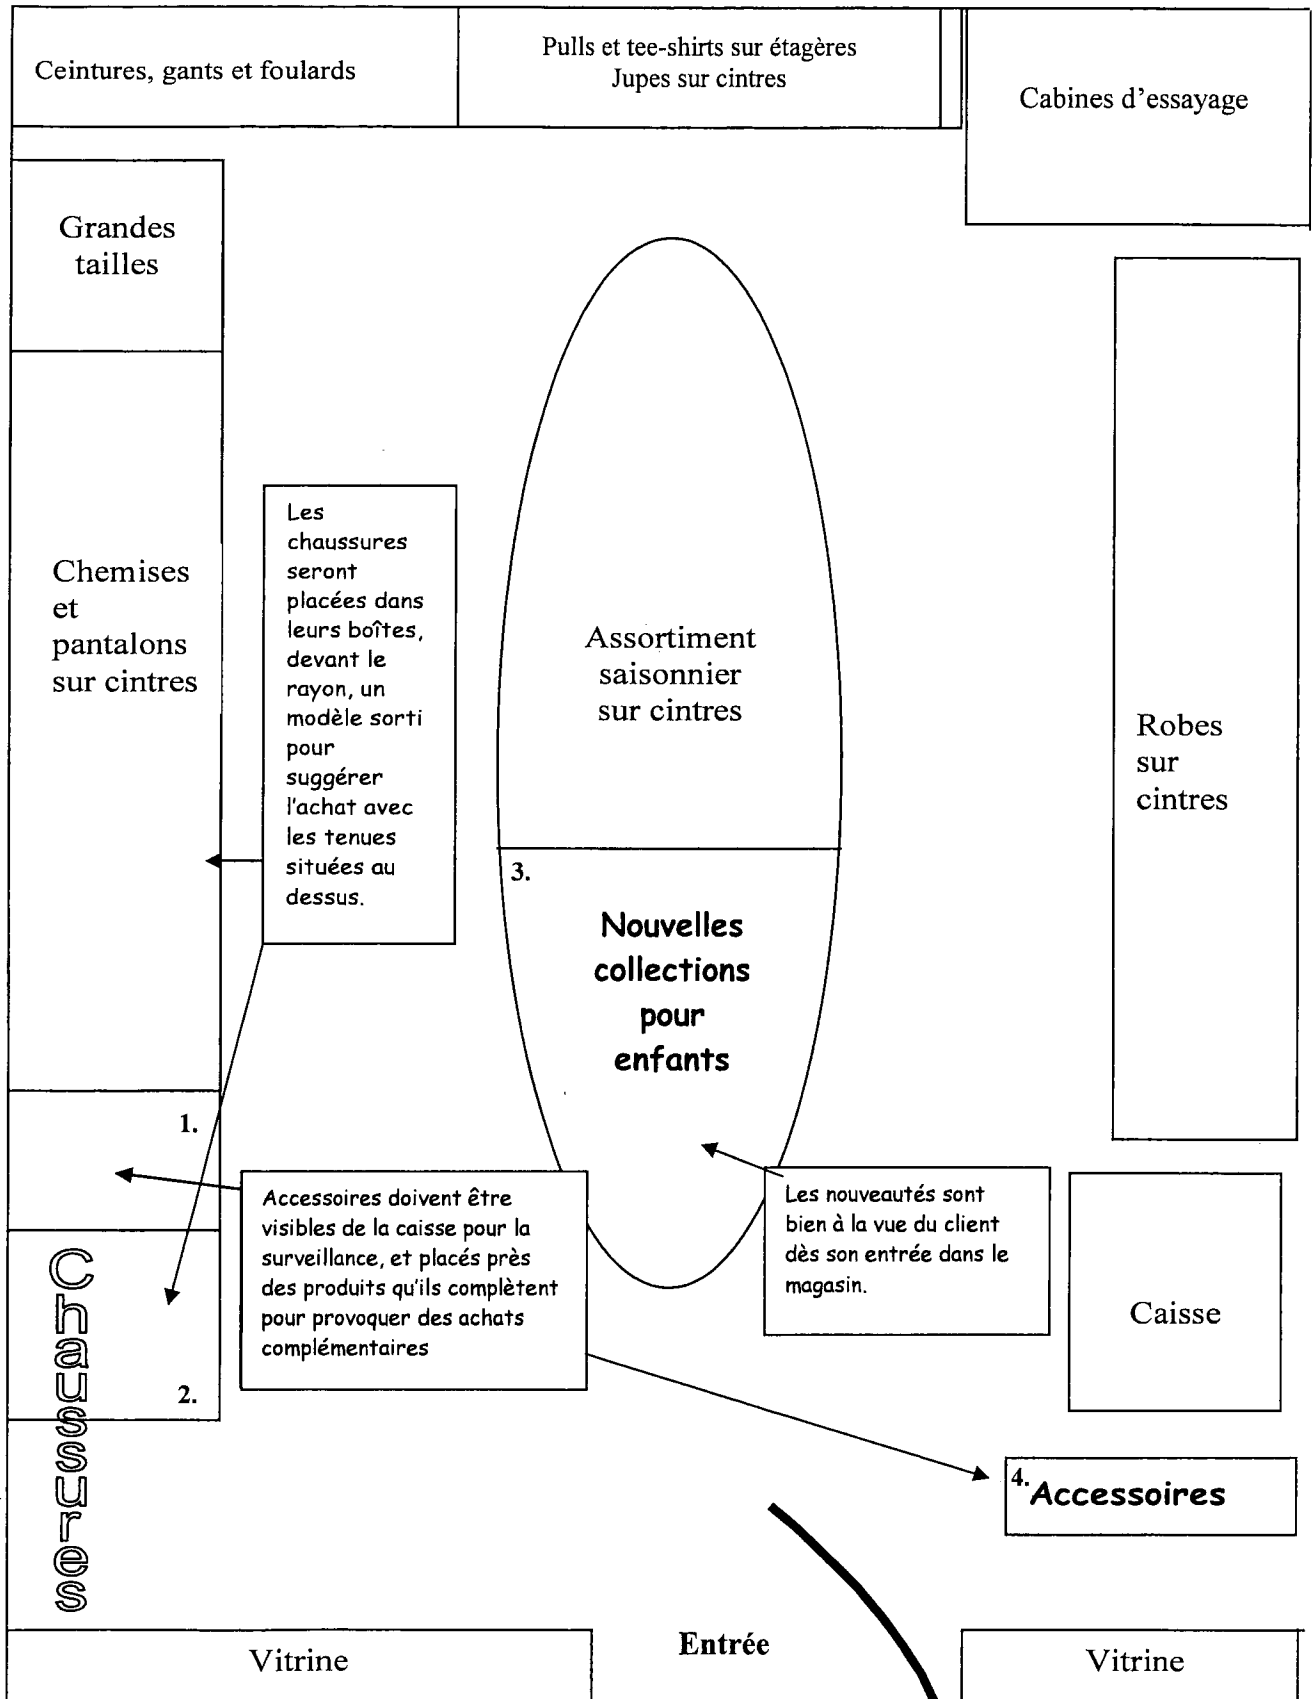 Ceintures, gants et foulards
Pulls et tee-shirts sur étagères
Jupes sur cintres
Cabines d'essayage
Grandes
tailles
Chemises
et
pantalons
sur cintres
Les
chaussures
seront
placées dans
leurs boîtes,
devant le
rayon, un
modèle sorti
pour
suggérer
l'achat avec
les tenues
situées au
dessus.
Assortiment
saisonnier
sur cintres
Robes
sur
cintres
3.
Nouvelles
collections
pour
enfants
1.
Accessoires doivent être
visibles de la caisse pour la
surveillance, et placés près
des produits qu'ils complètent
pour provoquer des achats
complémentaires
Les nouveautés sont
bien à la vue du client
dès son entrée dans le
magasin.
Caisse
Chaussures
2.
4. Accessoires
Entrée
Vitrine
Vitrine